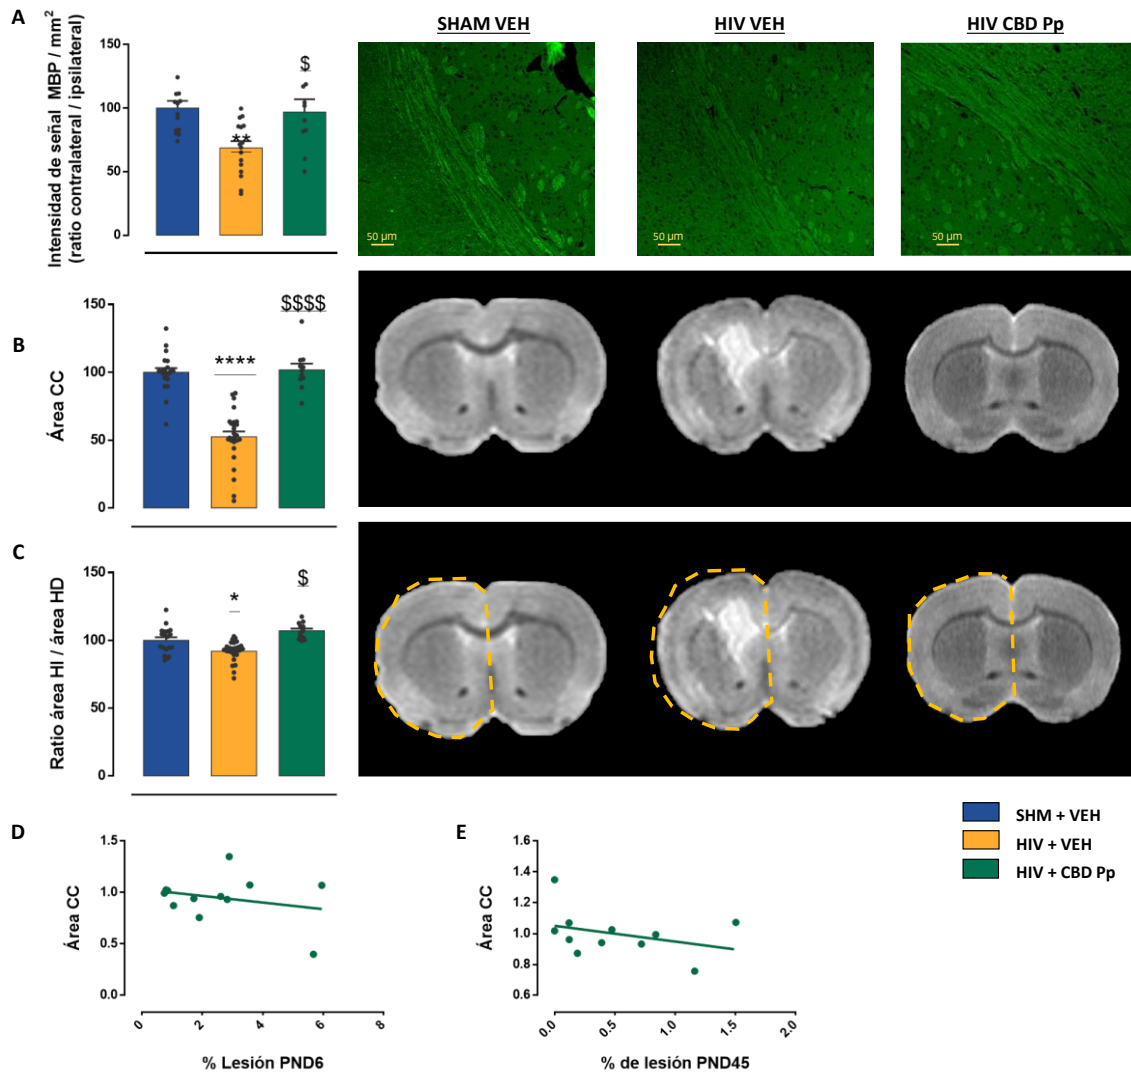 A
Intensidad de señal MBP / mm²
(ratio contralateral / ipsilateral)
150
100
50
0
**
$
SHAM VEH
HIV VEH
HIV CBD Pp
50 µm
50 µm
50 µm
B
Área CC
150
100
50
0
****
$$$$
C
Ratio área HI / área HD
150
100
50
0
*
$
SHM + VEH
HIV + VEH
HIV + CBD Pp
D
Área CC
1.5
1.0
0.5
0.0
0
2
4
6
8
% Lesión PND6
E
Área CC
1.6
1.4
1.2
1.0
0.8
0.6
0.0
0.5
1.0
1.5
2.0
% de lesión PND45